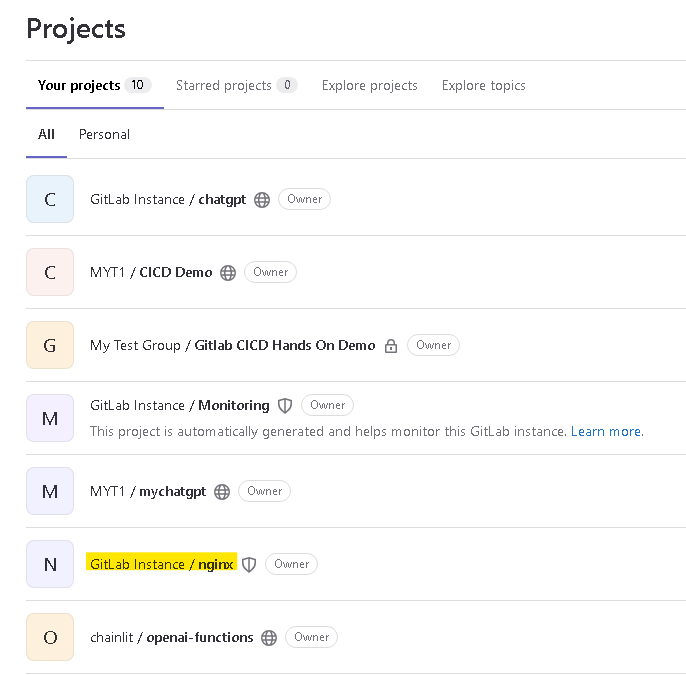 Projects
Your projects 10 Starred projects 0 Explore projects Explore topics
All Personal
C GitLab Instance / chatgpt Owner
C MYT1 / CICD Demo Owner
G My Test Group / Gitlab CICD Hands On Demo Owner
M GitLab Instance / Monitoring Owner
This project is automatically generated and helps monitor this GitLab instance. Learn more.
M MYT1 / mychatgpt Owner
N GitLab Instance / nginx Owner
O chainlit / openai-functions Owner